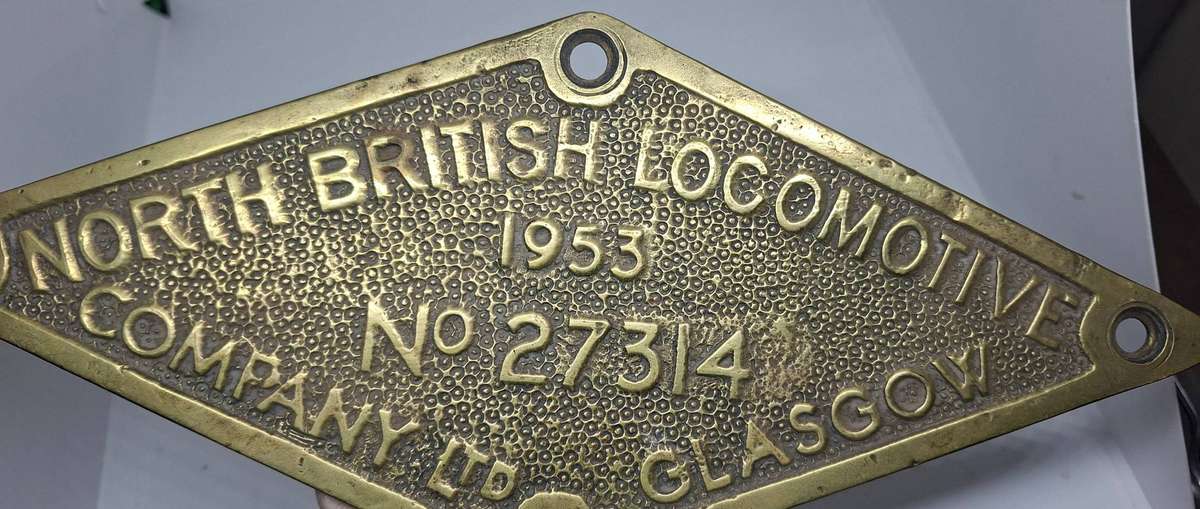 NORTH BRITISH LOCOMOTIVE
1953
No 27314
COMPANY LTD GLASGOW